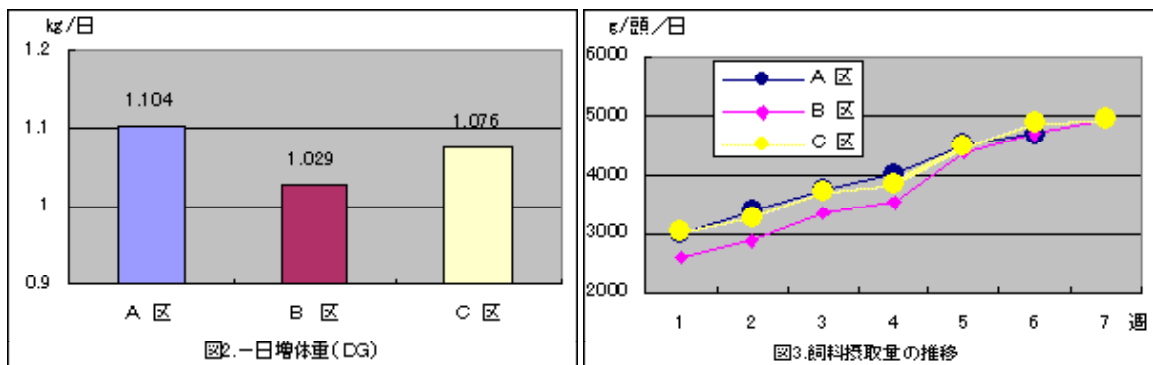 kg/日
1.2
1.1
1
0.9
1.104
1.029
1.076
A 区
B 区
C 区
図2.一日増体重(DG)
g/頭/日
6000
5000
4000
3000
2000
A 区
B 区
C 区
1 2 3 4 5 6 7 週
図3.飼料摂取量の推移